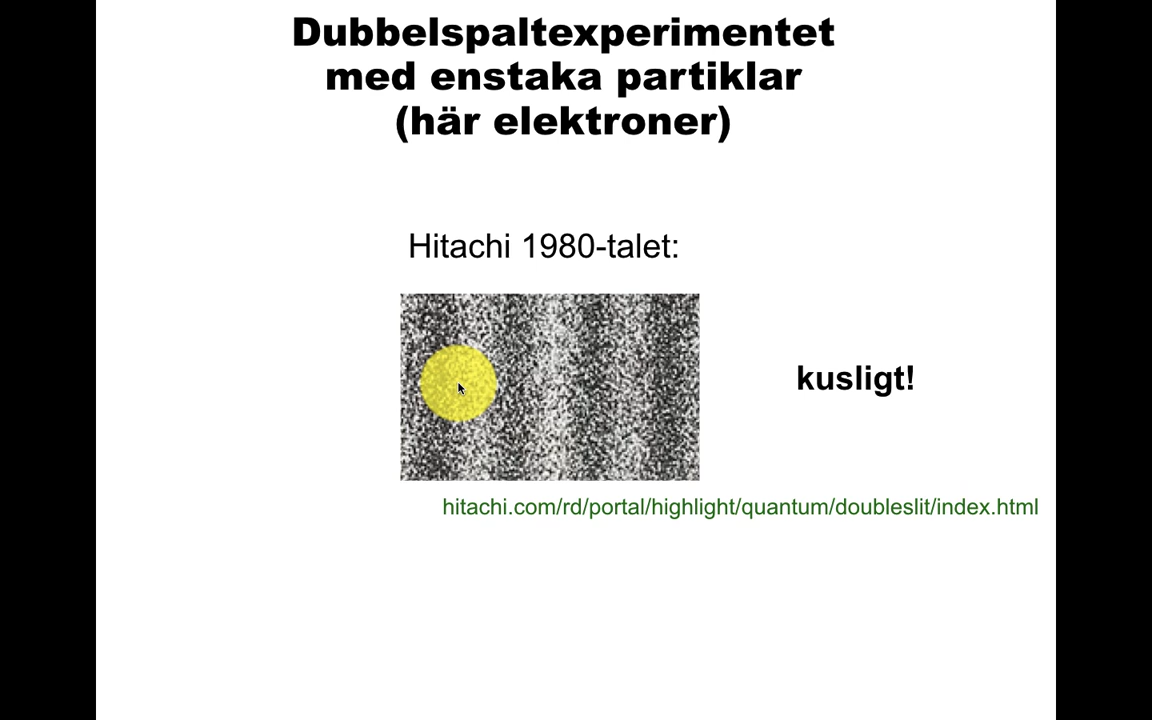 Dubbelspaltexperimentet
med enstaka partiklar
(här elektroner)
Hitachi 1980-talet:
kusligt!
hitachi.com/rd/portal/highlight/quantum/doubleslit/index.html